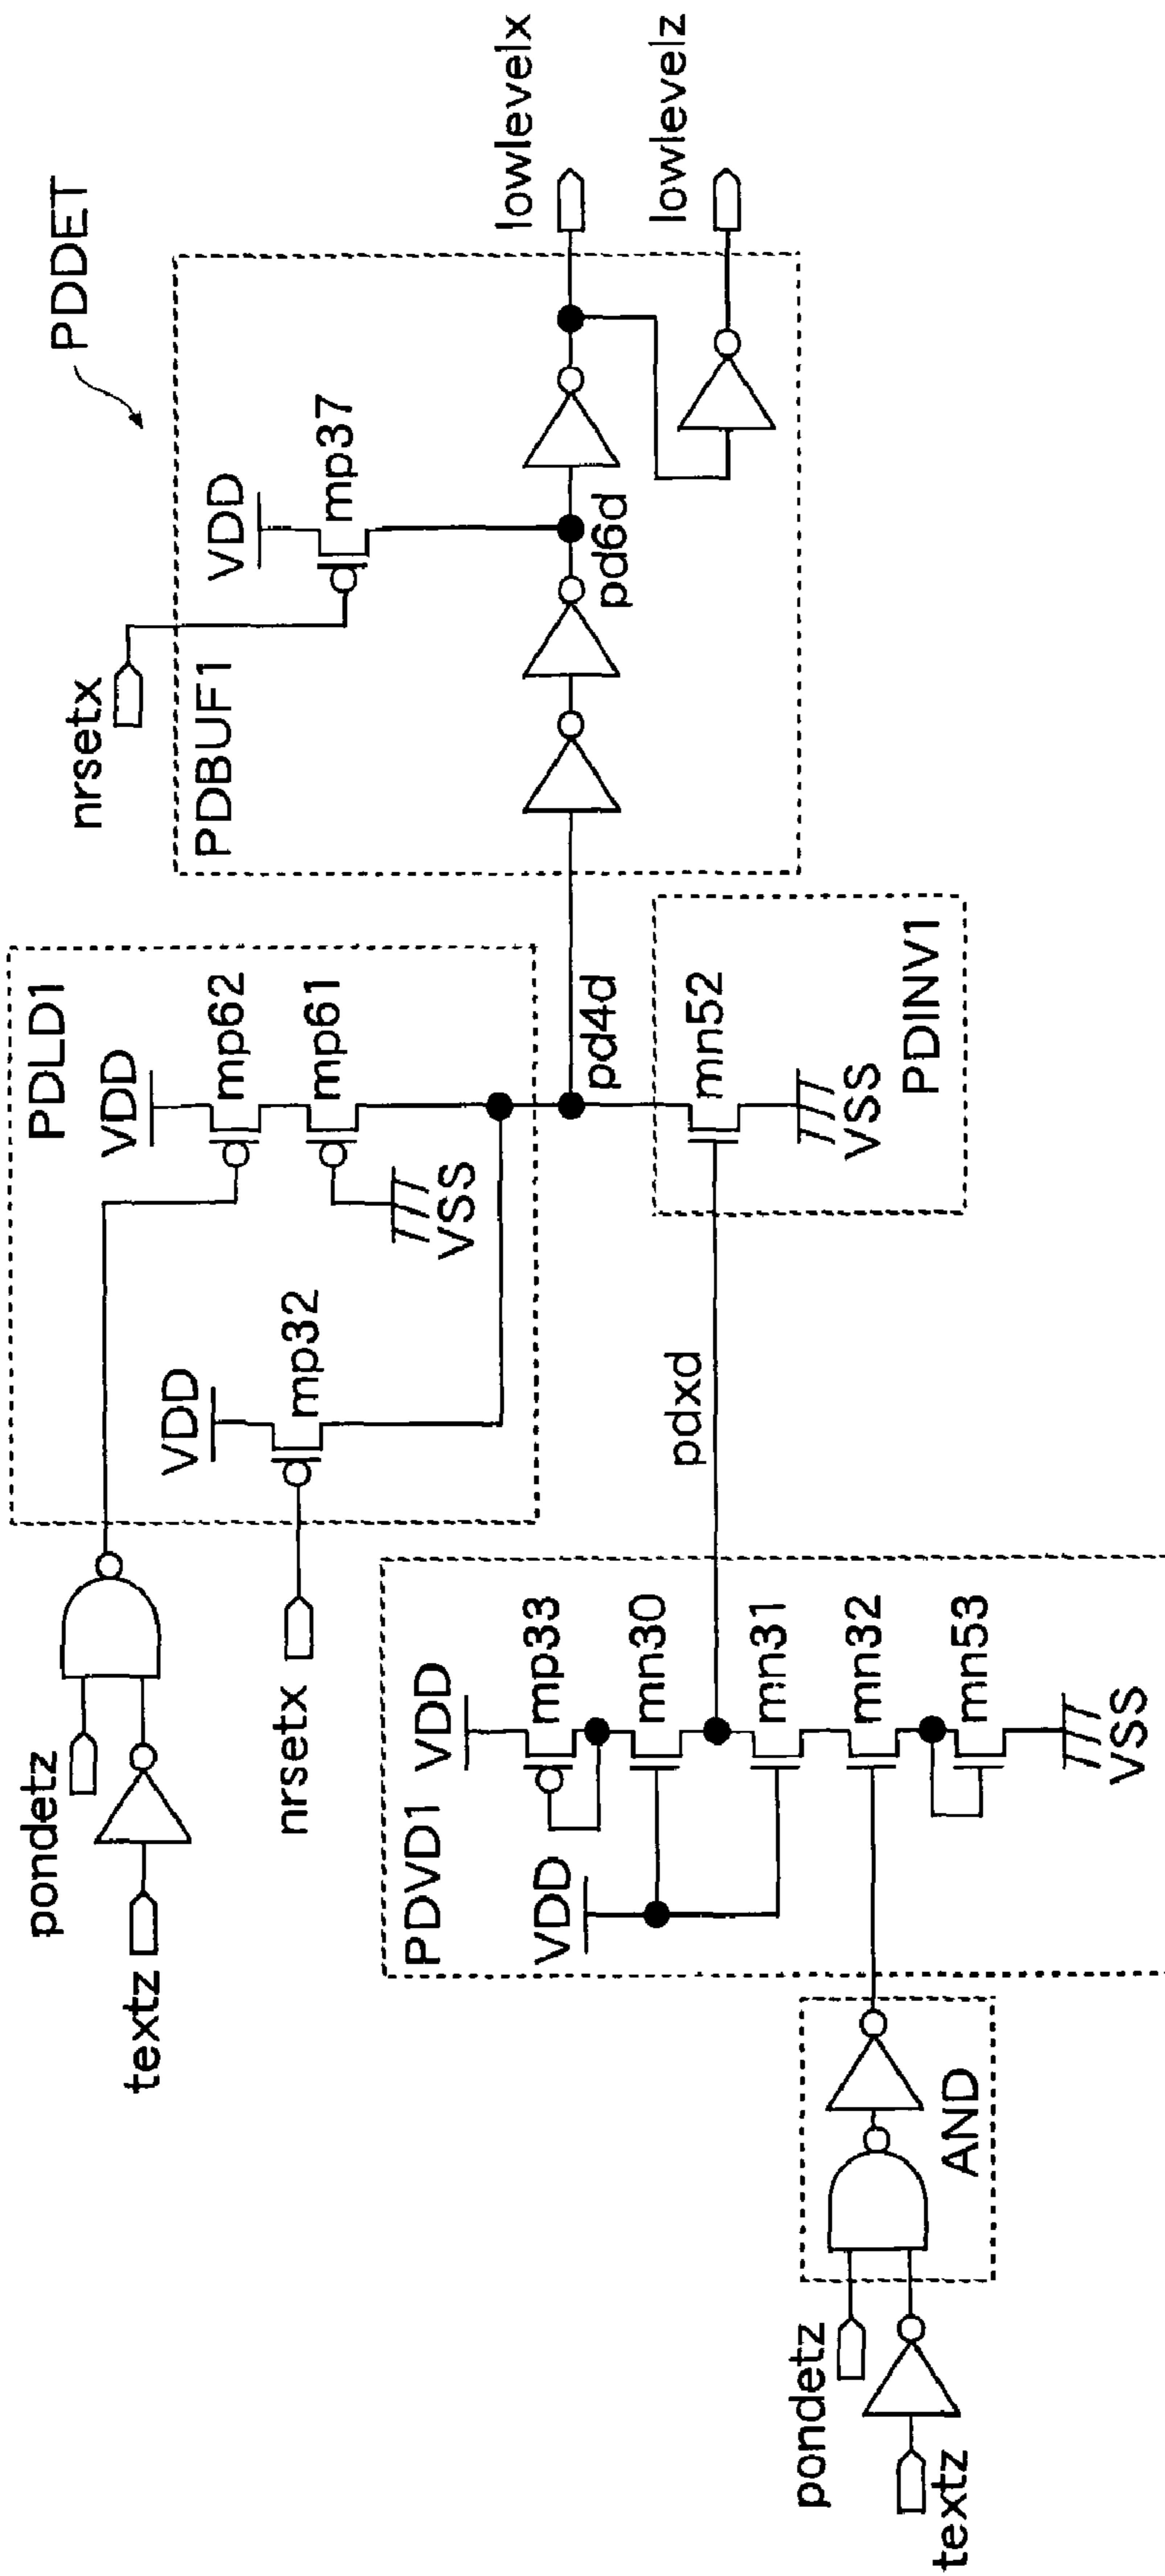 PDDET
nrsetx
VDD
mp37
PDBUF1
pd6d
lowlevelx
lowlevelz
pondetz
textz
PDLD1
VDD
mp62
mp61
VSS
VDD
mp32
nrsetx
pd4d
mn52
VSS
PDINV1
pdxd
PDVD1
VDD
mp33
VDD
mn30
mn31
mn32
mn53
VSS
AND
pondetz
textz